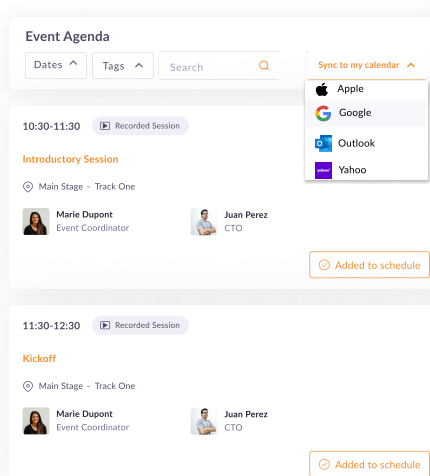 Event Agenda
Dates
Tags
Search
Sync to my calendar
Apple
Google
Outlook
yahoo!
Yahoo
10:30-11:30
Recorded Session
Introductory Session
Main Stage - Track One
Marie Dupont
Event Coordinator
Juan Perez
CTO
Added to schedule
11:30-12:30
Recorded Session
Kickoff
Main Stage - Track One
Marie Dupont
Event Coordinator
Juan Perez
CTO
Added to schedule